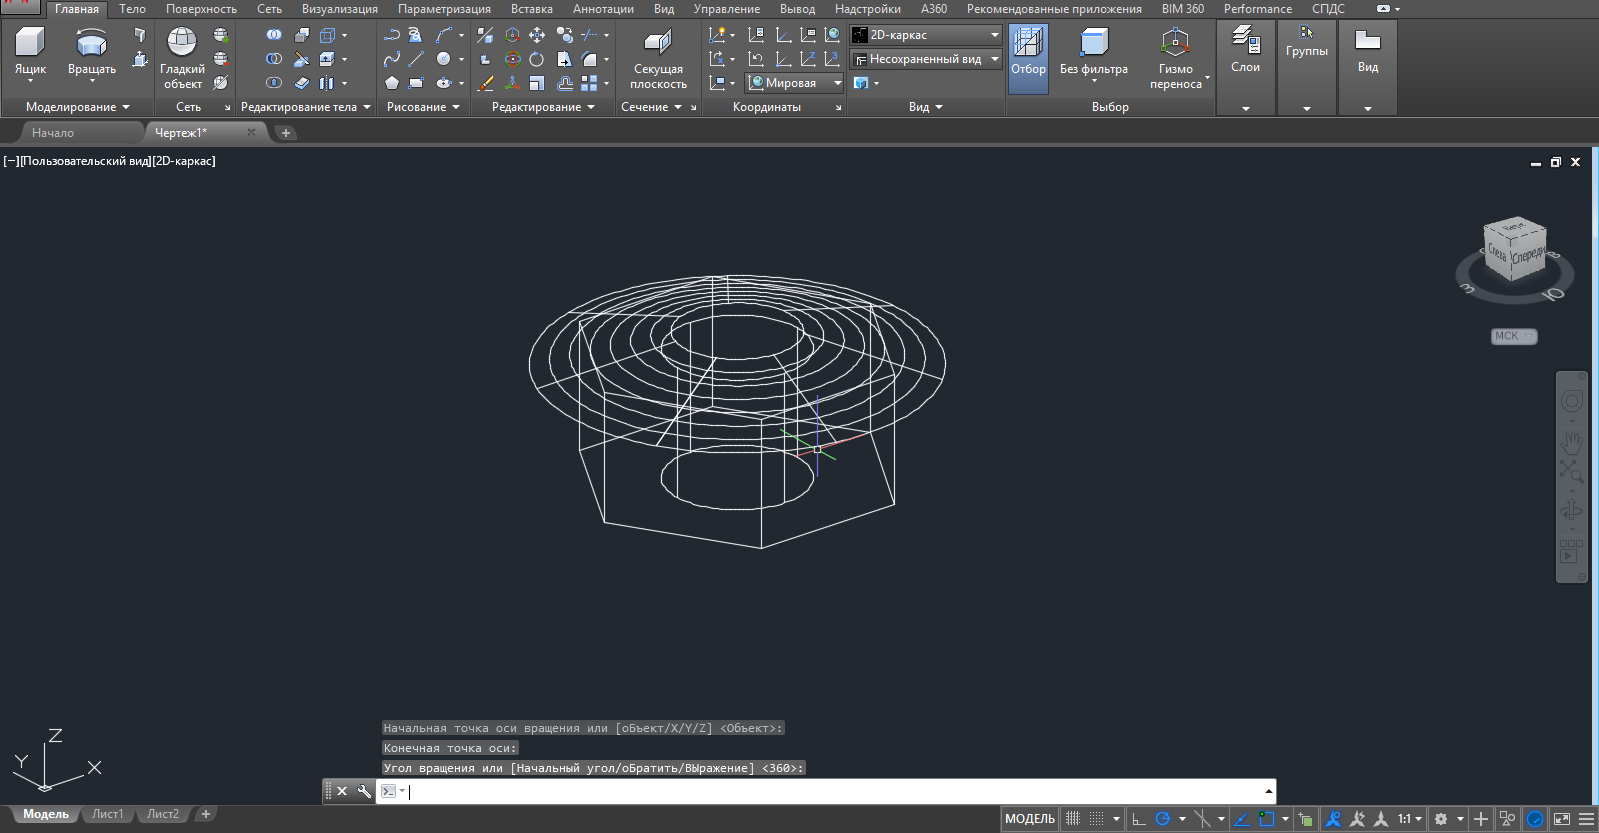 Главная Тело Поверхность Сеть Визуализация Параметризация Вставка Аннотации Вид Управление Вывод Надстройки A360 Рекомендованные приложения BIM 360 Performance СПДС
Ящик Вращать Гладкий объект Секущая плоскость 2D-каркас Несохраненный вид Мировая Отбор Без фильтра Гизмо переноса Слои Группы Вид
Моделирование Сеть Редактирование тела Рисование Редактирование Сечение Координаты Вид Выбор
Начало Чертеж1*
[−][Пользовательский вид][2D-каркас]
Слева Спереди
З Ю
МСК
Начальная точка оси вращения или [оБъект/X/Y/Z] <Объект>:
Конечная точка оси:
Угол вращения или [Начальный угол/оБратить/ВЫражение] <360>:
Z
Y
X
Модель Лист1 Лист2
МОДЕЛЬ 1:1